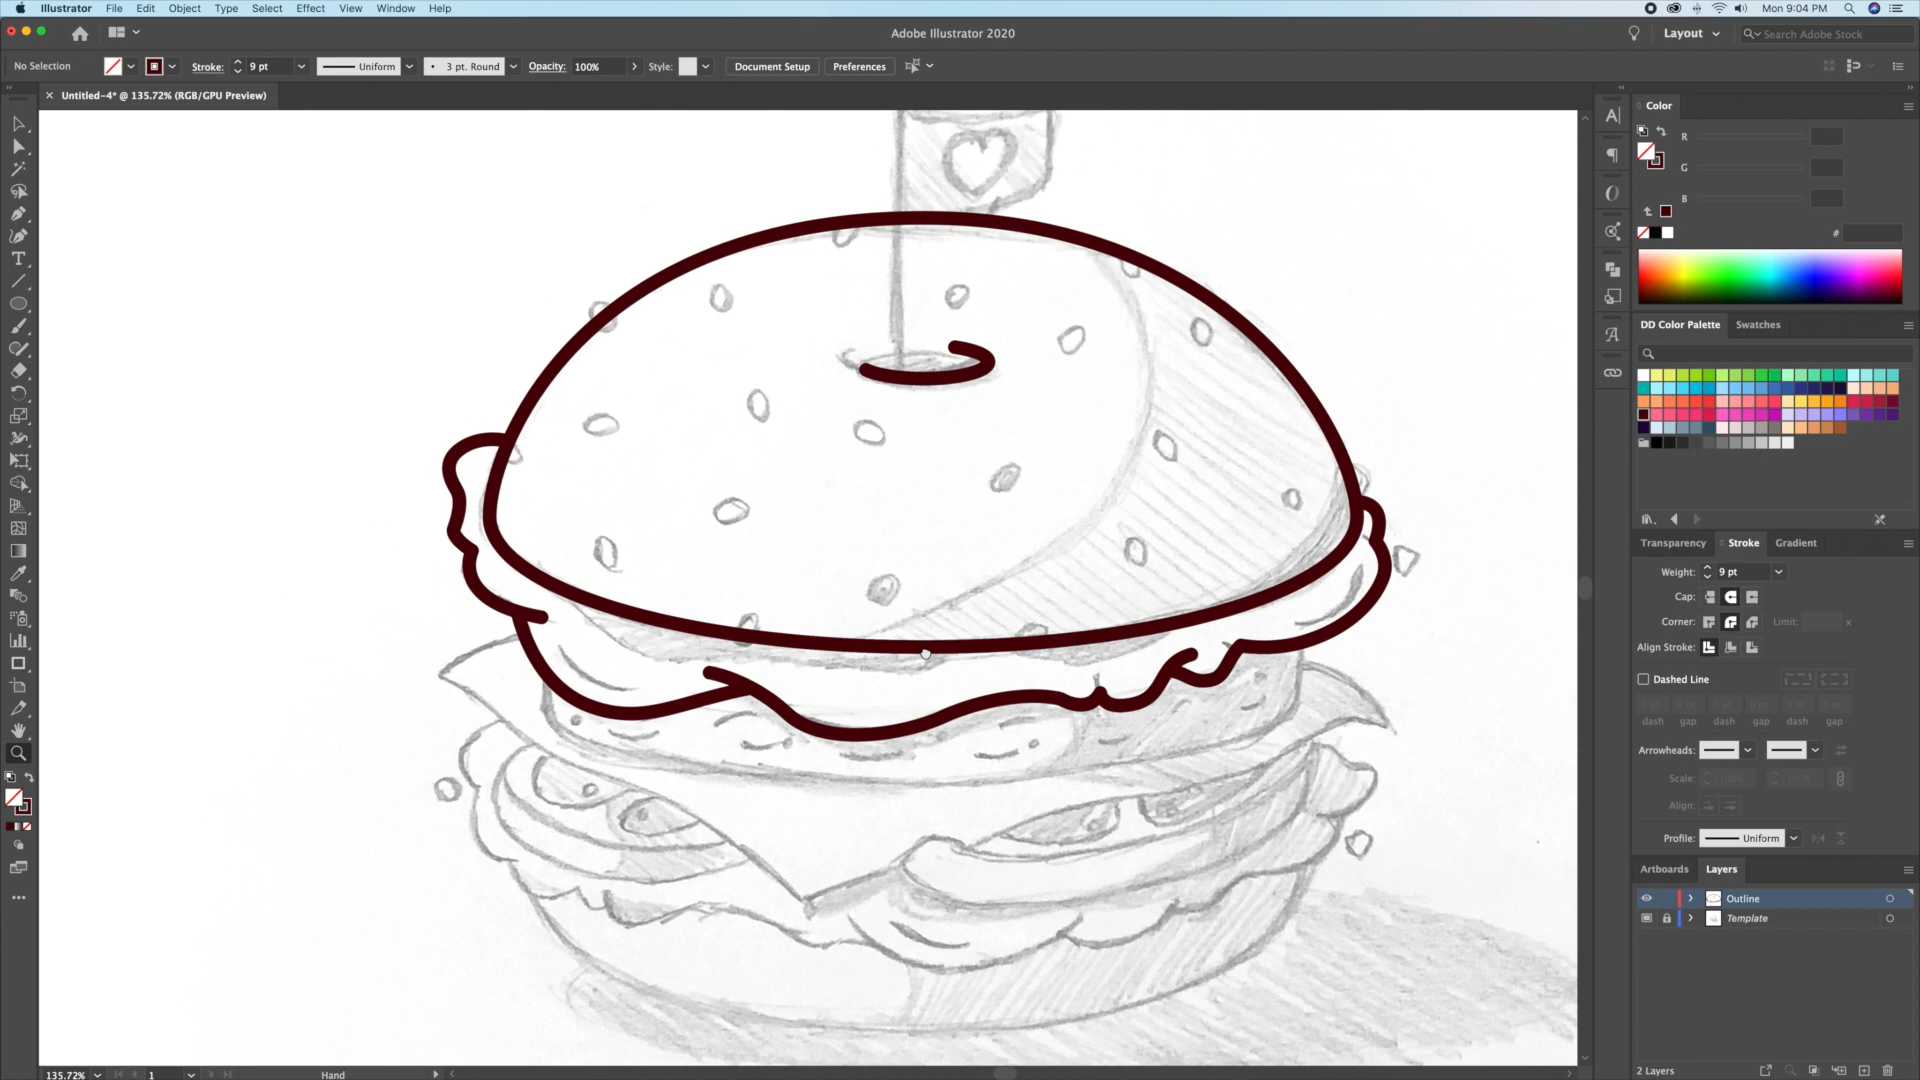 Illustrator File Edit Object Type Select Effect View Window Help
Mon 9:04 PM
Adobe Illustrator 2020
Layout
Search Adobe Stock
No Selection
Stroke: 9 pt
Uniform
3 pt. Round
Opacity: 100%
Style:
Document Setup
Preferences
Untitled-4* @ 135.72% (RGB/GPU Preview)
Color
R
G
B
#
DD Color Palette
Swatches
Transparency
Stroke
Gradient
Weight: 9 pt
Cap:
Corner:
Limit:
x
Align Stroke:
Dashed Line
dash gap dash gap dash gap
Arrowheads:
Scale: 100% 100%
Align:
Profile: Uniform
Artboards
Layers
Outline
Template
2 Layers
135.72%
1
Hand